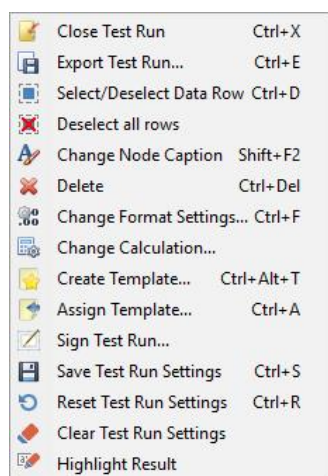 Close Test Run Ctrl+X
Export Test Run... Ctrl+E
Select/Deselect Data Row Ctrl+D
Deselect all rows
Change Node Caption Shift+F2
Delete Ctrl+Del
Change Format Settings... Ctrl+F
Change Calculation...
Create Template... Ctrl+Alt+T
Assign Template... Ctrl+A
Sign Test Run...
Save Test Run Settings Ctrl+S
Reset Test Run Settings Ctrl+R
Clear Test Run Settings
Highlight Result